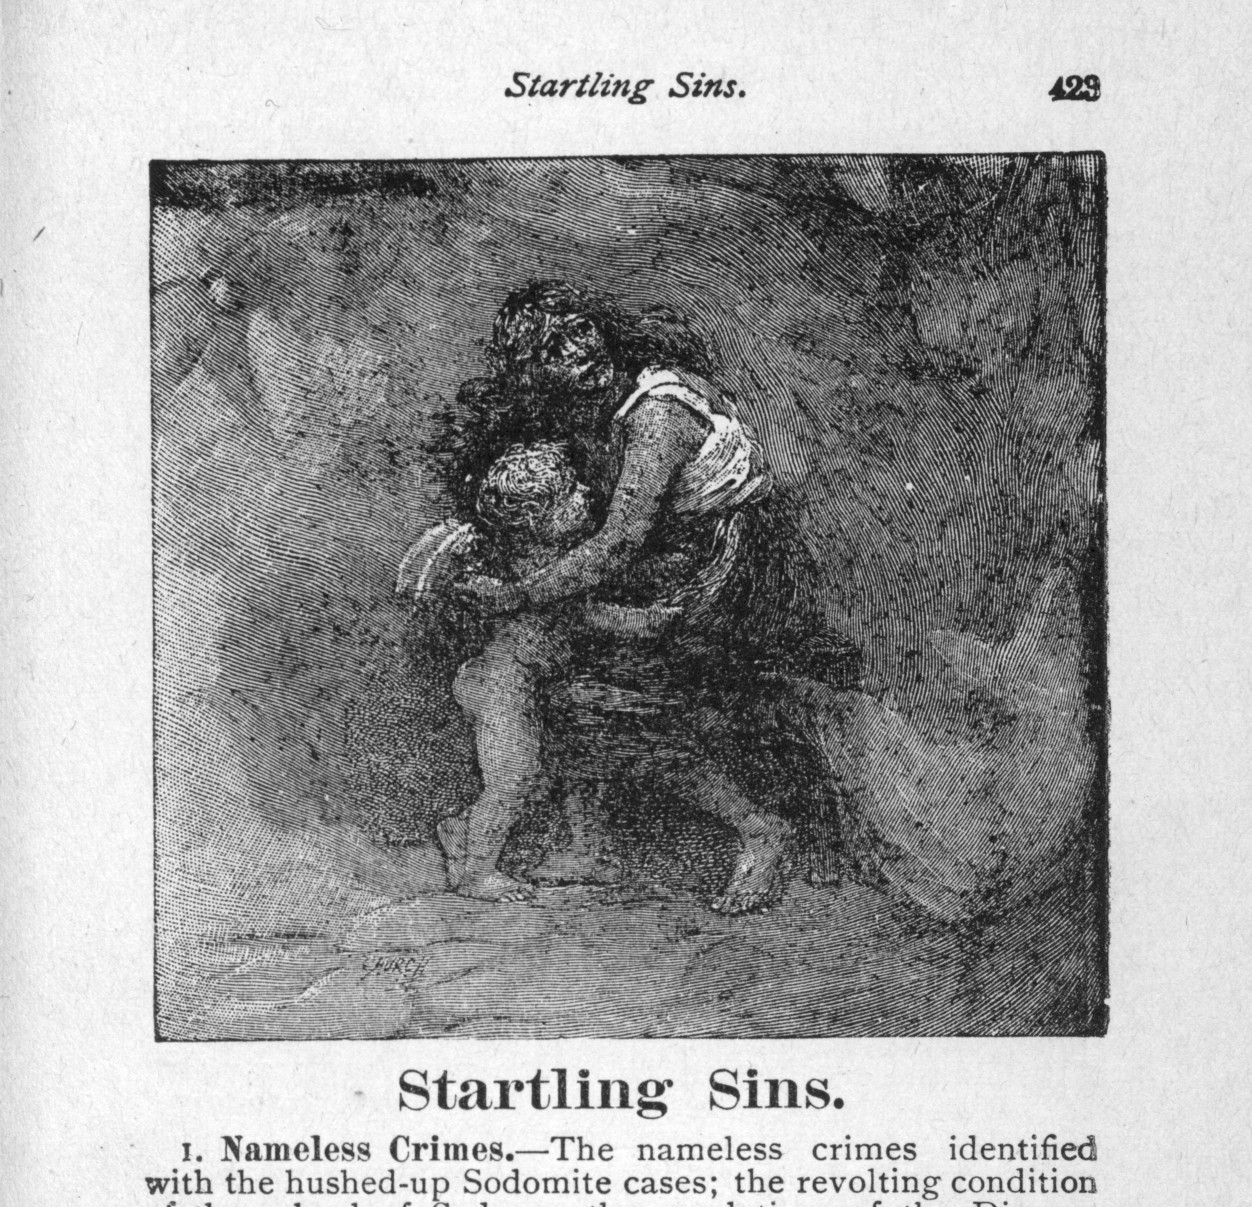 Startling Sins. 423
CHURCH
Startling Sins.
1. Nameless Crimes.—The nameless crimes identified
with the hushed-up Sodomite cases; the revolting condition